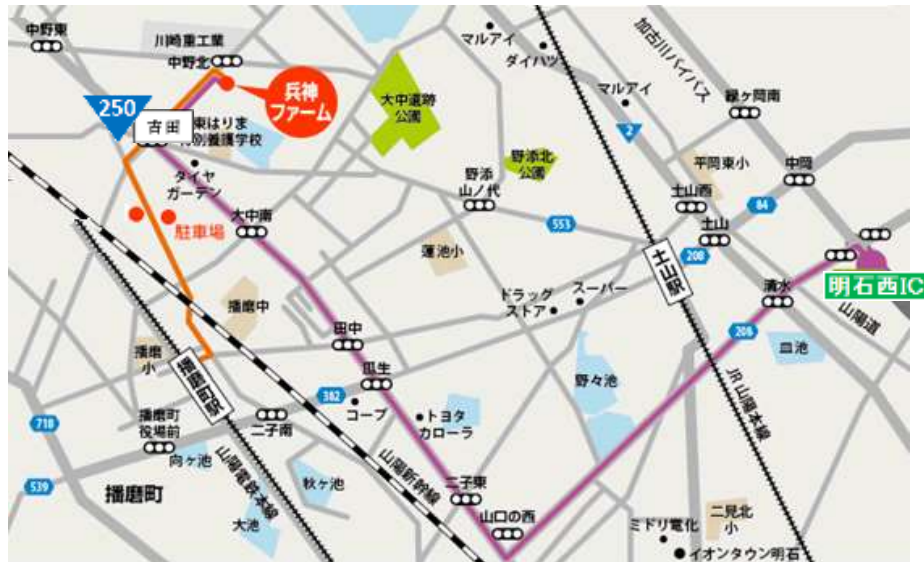 中野東
川崎重工業
中野北
兵神
ファーム
250
古田
東はりま
特別養護学校
タイヤ
ガーデン
駐車場
大中南
大中遺跡
公園
マルアイ
ダイハツ
マルアイ
2
加古川バイパス
緑ヶ岡南
平岡東小
中岡
野添北
公園
野添
山ノ代
土山西
土山
84
553
208
土山駅
蓮池小
明石西IC
清水
山陽道
播磨中
ドラッグ
ストア
スーパー
208
皿池
田中
播磨
小
播磨町駅
瓜生
野々池
JR山陽本線
382
コープ
トヨタ
カローラ
718
播磨町
役場前
二子南
向ヶ池
山陽新幹線
539
播磨町
山陽電鉄本線
秋ヶ池
大池
二子東
山口の西
ミドリ電化
二見北
小
イオンタウン明石